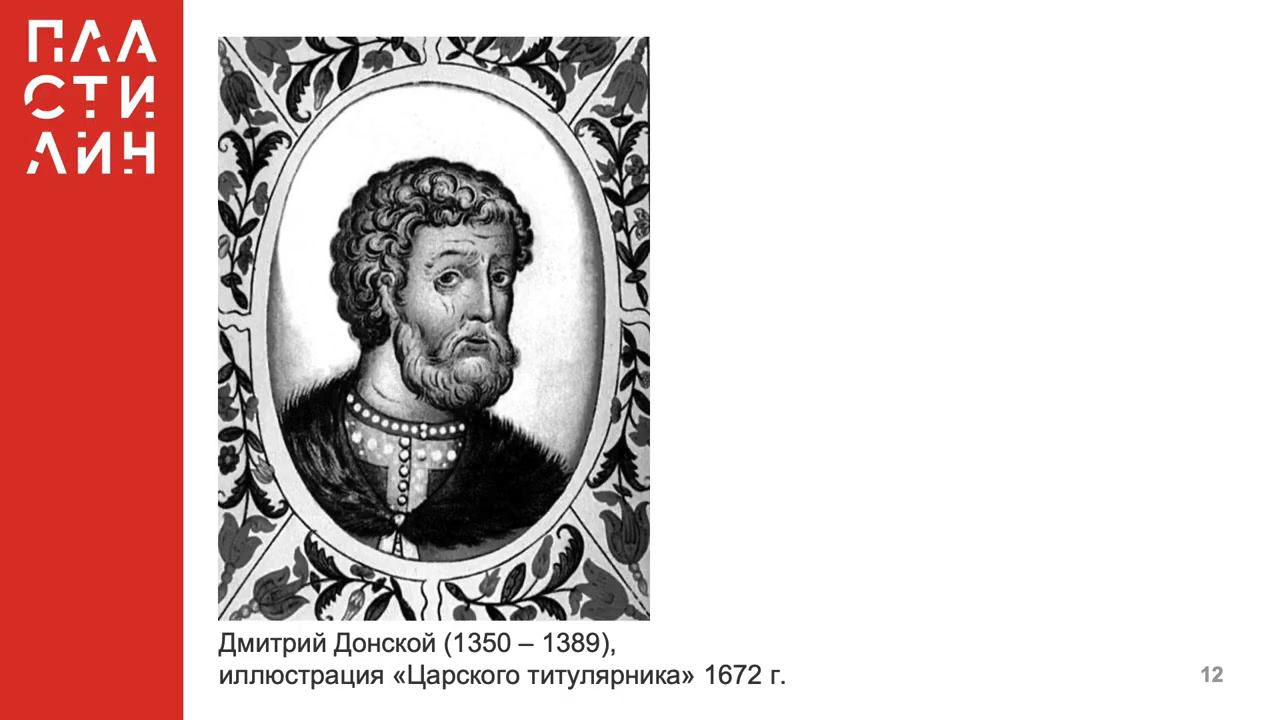 ПЛА
СТИ
ЛИН
Дмитрий Донской (1350 – 1389),
иллюстрация «Царского титулярника» 1672 г.
12